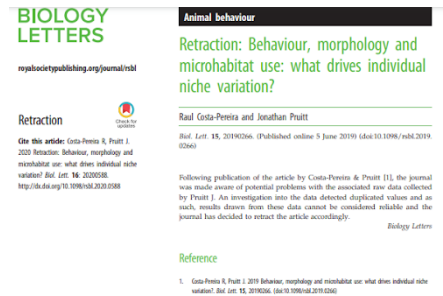 BIOLOGY
LETTERS
royalsocietypublishing.org/journal/rsbl
Retraction
Check for
updates
Cite this article: Costa-Pereira R, Pruitt J.
2020 Retraction: Behaviour, morphology and
microhabitat use: what drives individual niche
variation? Biol. Lett. 16: 20200588.
http://dx.doi.org/10.1098/rsbl.2020.0588
Animal behaviour
Retraction: Behaviour, morphology and
microhabitat use: what drives individual
niche variation?
Raul Costa-Pereira and Jonathan Pruitt
Biol. Lett. 15, 20190266. (Published online 5 June 2019) (doi:10.1098/rsbl.2019.
0266)
Following publication of the article by Costa-Pereira & Pruitt [1], the journal
was made aware of potential problems with the associated raw data collected
by Pruitt J. An investigation into the data detected duplicated values and as
such, results drawn from these data cannot be considered reliable and the
journal has decided to retract the article accordingly.
Biology Letters
Reference
1. Costa-Pereira R, Pruitt J. 2019 Behaviour, morphology and microhabitat use: what drives individual niche
variation?. Biol. Lett. 15, 20190266. (doi:10.1098/rsbl.2019.0266)